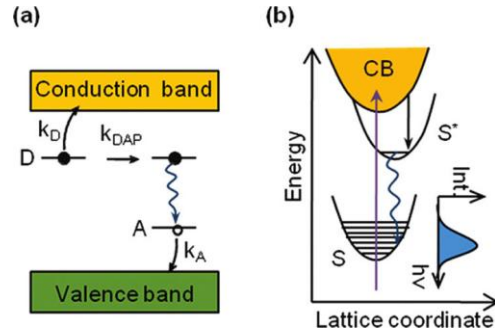 (a)
Conduction band
k_D
k_DAP
D
A
k_A
Valence band
(b)
CB
S*
S
Energy
Lattice coordinate
Int.
hν